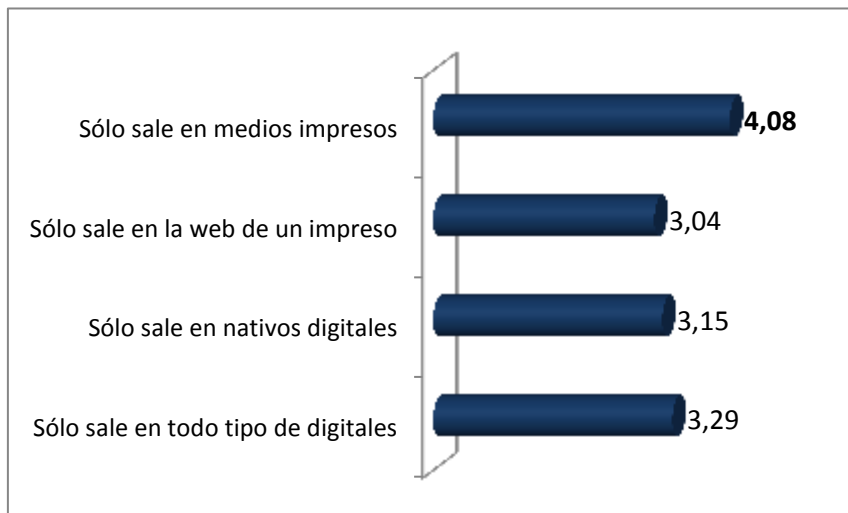 Sólo sale en medios impresos
4,08
Sólo sale en la web de un impreso
3,04
Sólo sale en nativos digitales
3,15
Sólo sale en todo tipo de digitales
3,29